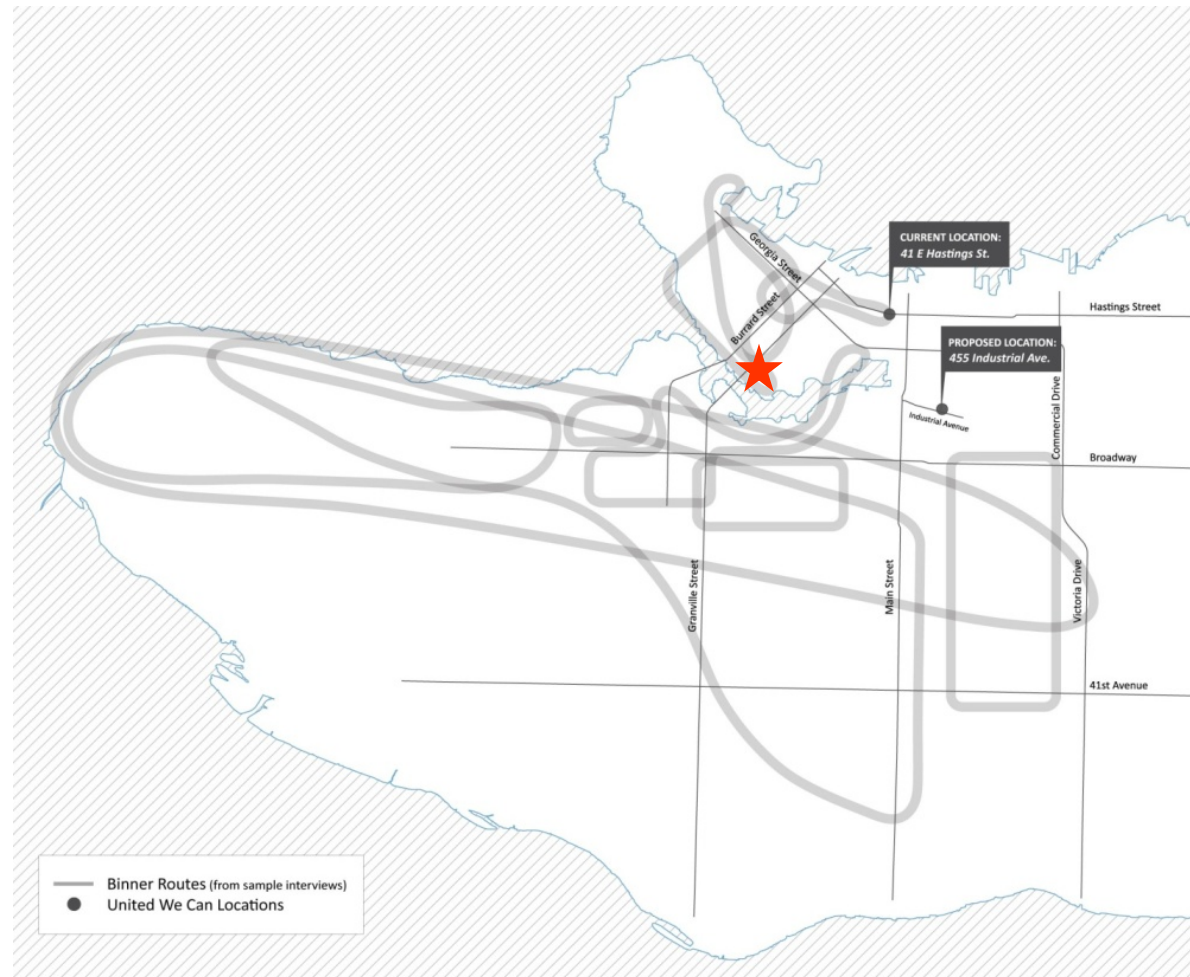 Georgia Street
Burrard Street
CURRENT LOCATION:
41 E Hastings St.
Hastings Street
PROPOSED LOCATION:
455 Industrial Ave.
Industrial Avenue
Commercial Drive
Broadway
Granville Street
Main Street
Victoria Drive
41st Avenue
Binner Routes (from sample interviews)
United We Can Locations